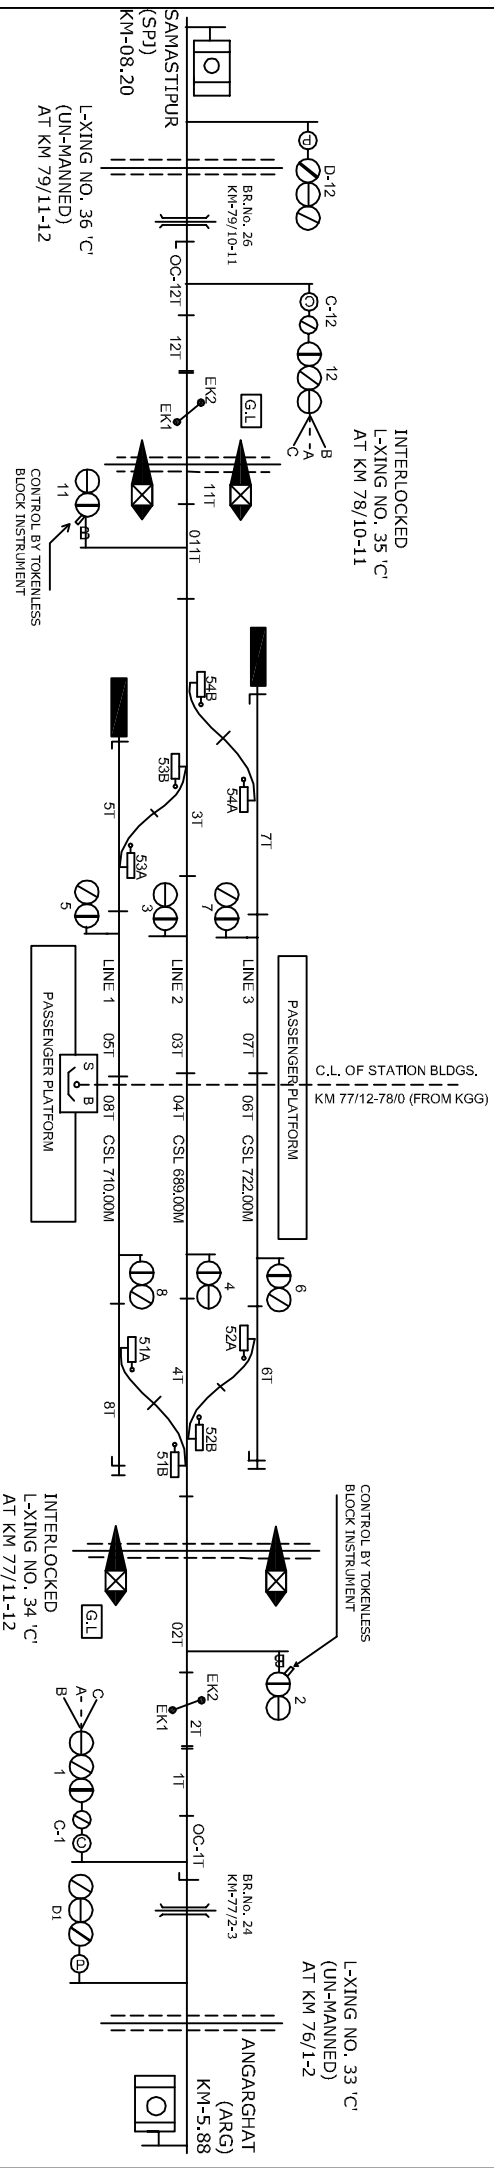 SAMASTIPUR
(SPJ)
KM-08.20
L-XING NO. 36 'C'
(UN-MANNED)
AT KM 79/11-12
P
D-12
BR.No. 26
KM-79/10-11
OC-12T
12T
C
C-12
12
B
A
C
EK2
EK1
G.L
INTERLOCKED
L-XING NO. 35 'C'
AT KM 78/10-11
11T
11
B
CONTROL BY TOKENLESS
BLOCK INSTRUMENT
011T
54B
54A
53B
53A
7T
3T
5T
7
3
5
LINE 3
LINE 2
LINE 1
07T
03T
05T
PASSENGER PLATFORM
PASSENGER PLATFORM
S
B
C.L. OF STATION BLDGS.
KM 77/12-78/0 (FROM KGG)
06T
04T
08T
CSL 722.00M
CSL 689.00M
CSL 710.00M
6
4
8
52A
52B
51A
51B
6T
4T
8T
INTERLOCKED
L-XING NO. 34 'C'
AT KM 77/11-12
G.L
CONTROL BY TOKENLESS
BLOCK INSTRUMENT
02T
B
2
EK2
EK1
2T
1T
C
A
B
1
C-1
C
OC-1T
BR.No. 24
KM-77/2-3
D1
P
L-XING NO. 33 'C'
(UN-MANNED)
AT KM 76/1-2
ANGARGHAT
(ARG)
KM-5.88